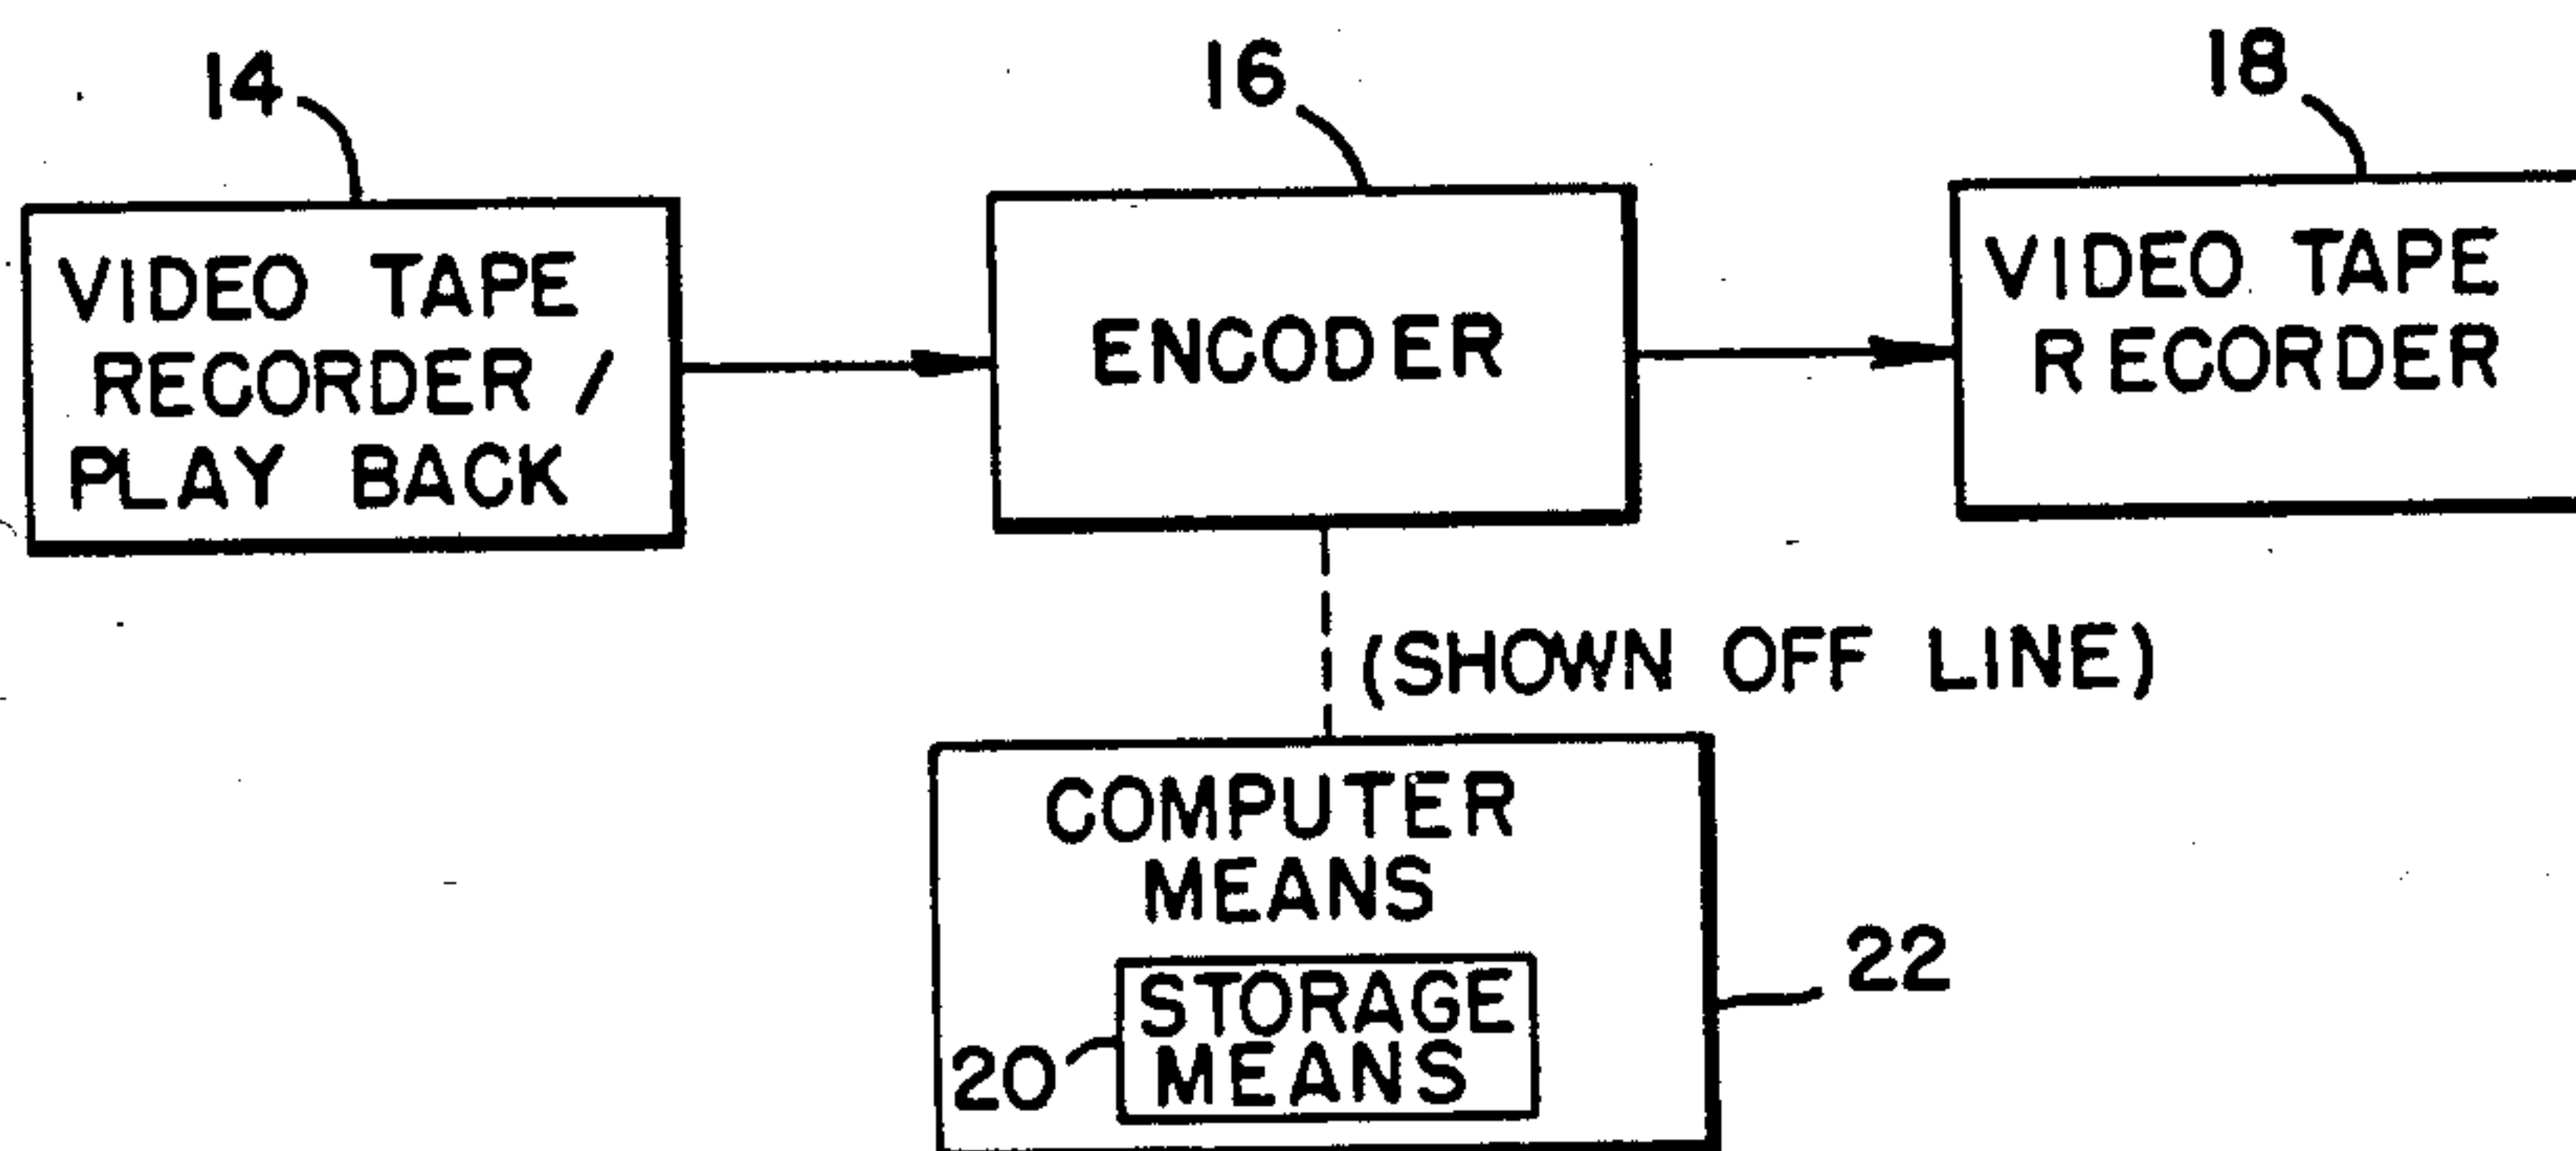 14
16
18
VIDEO TAPE
RECORDER /
PLAY BACK
ENCODER
VIDEO TAPE
RECORDER
(SHOWN OFF LINE)
COMPUTER
MEANS
22
STORAGE
MEANS
20